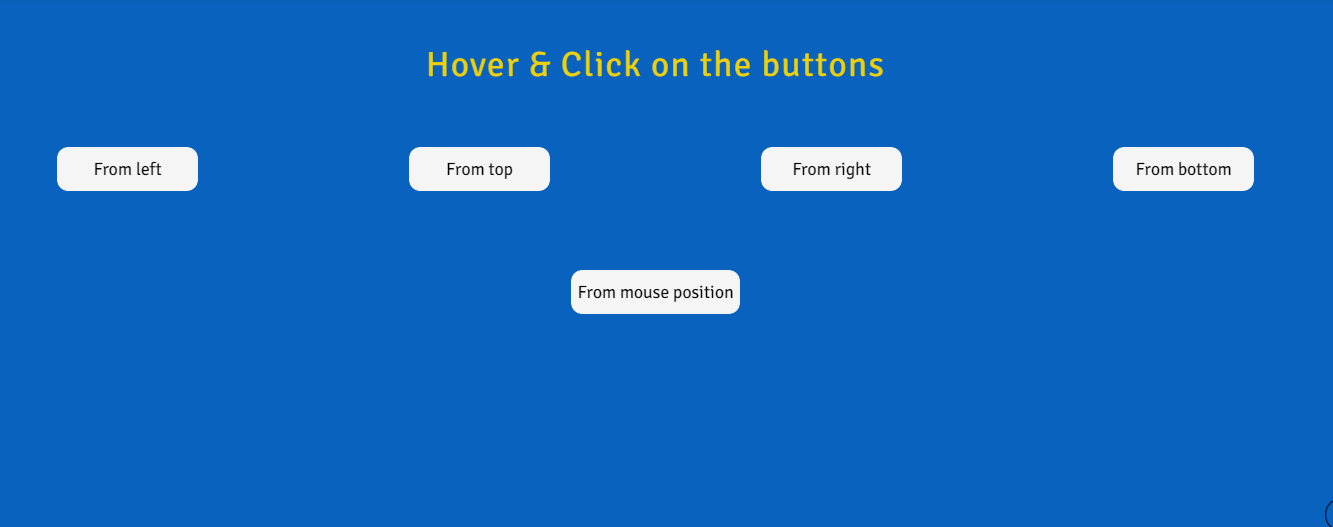 Hover & Click on the buttons
From left
From top
From right
From bottom
From mouse position